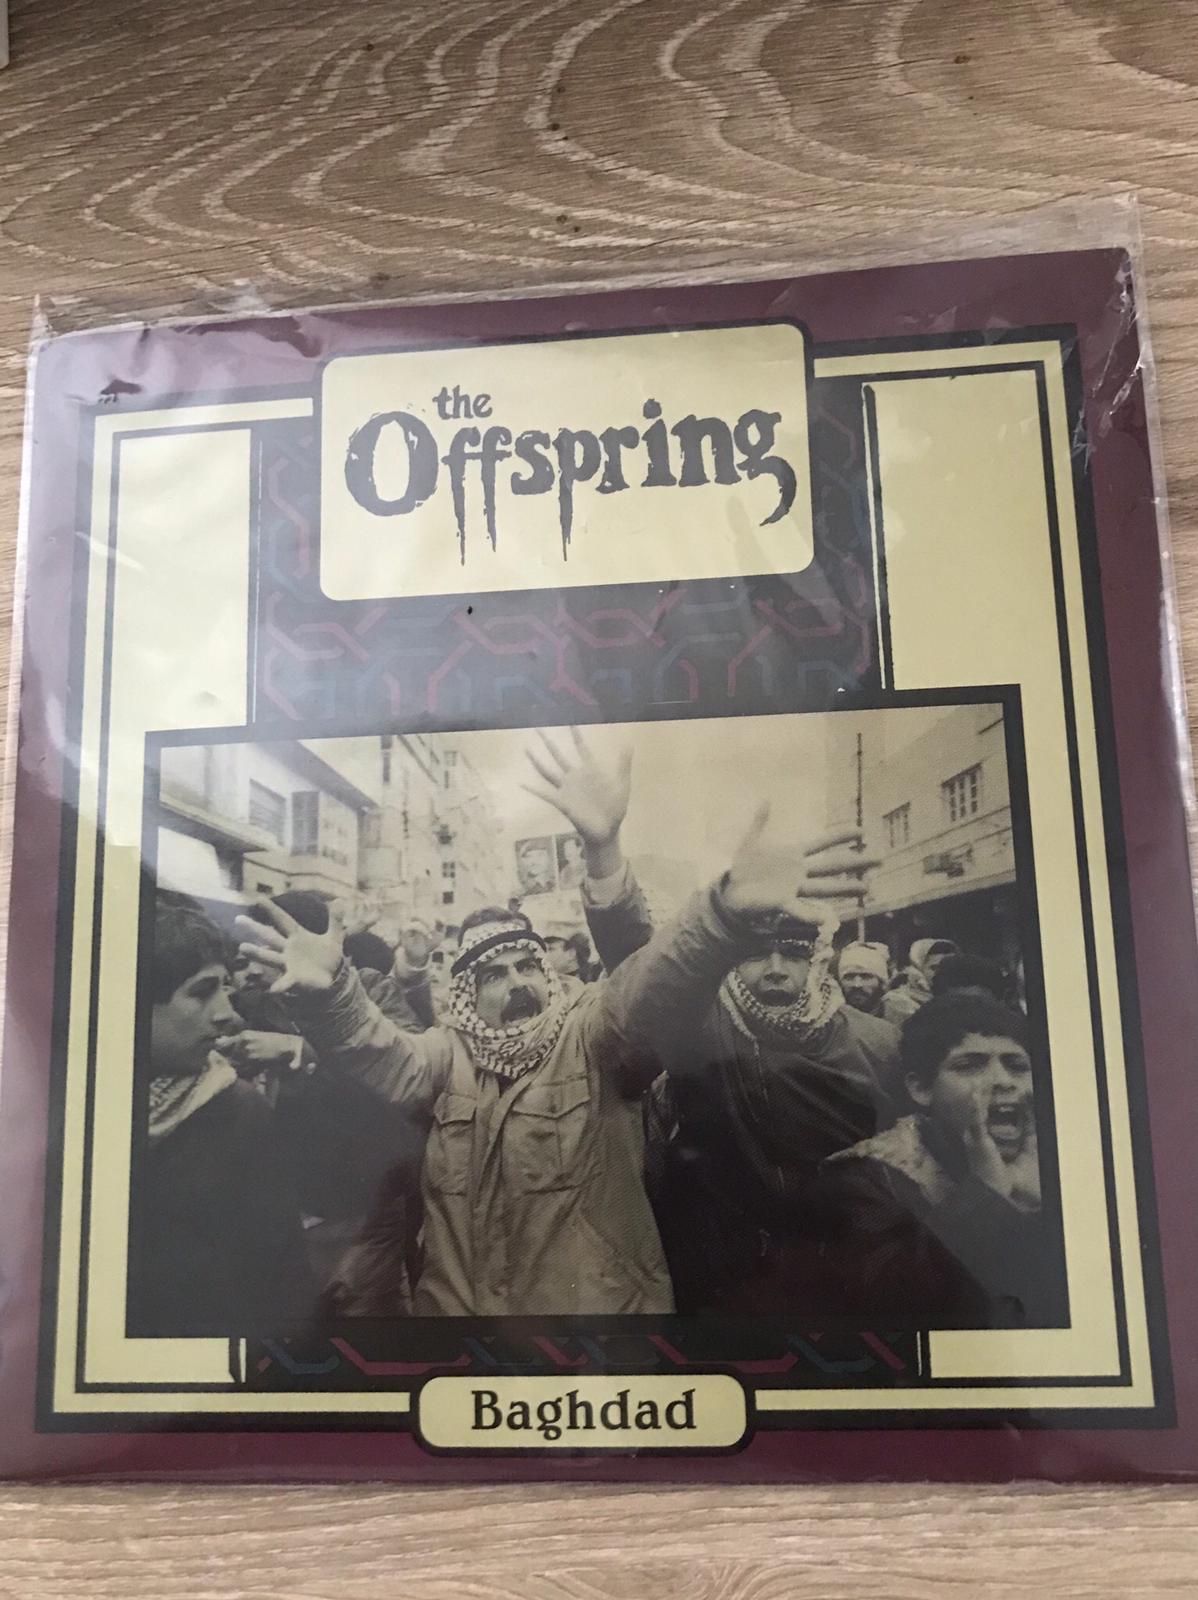 the
Offspring
Baghdad